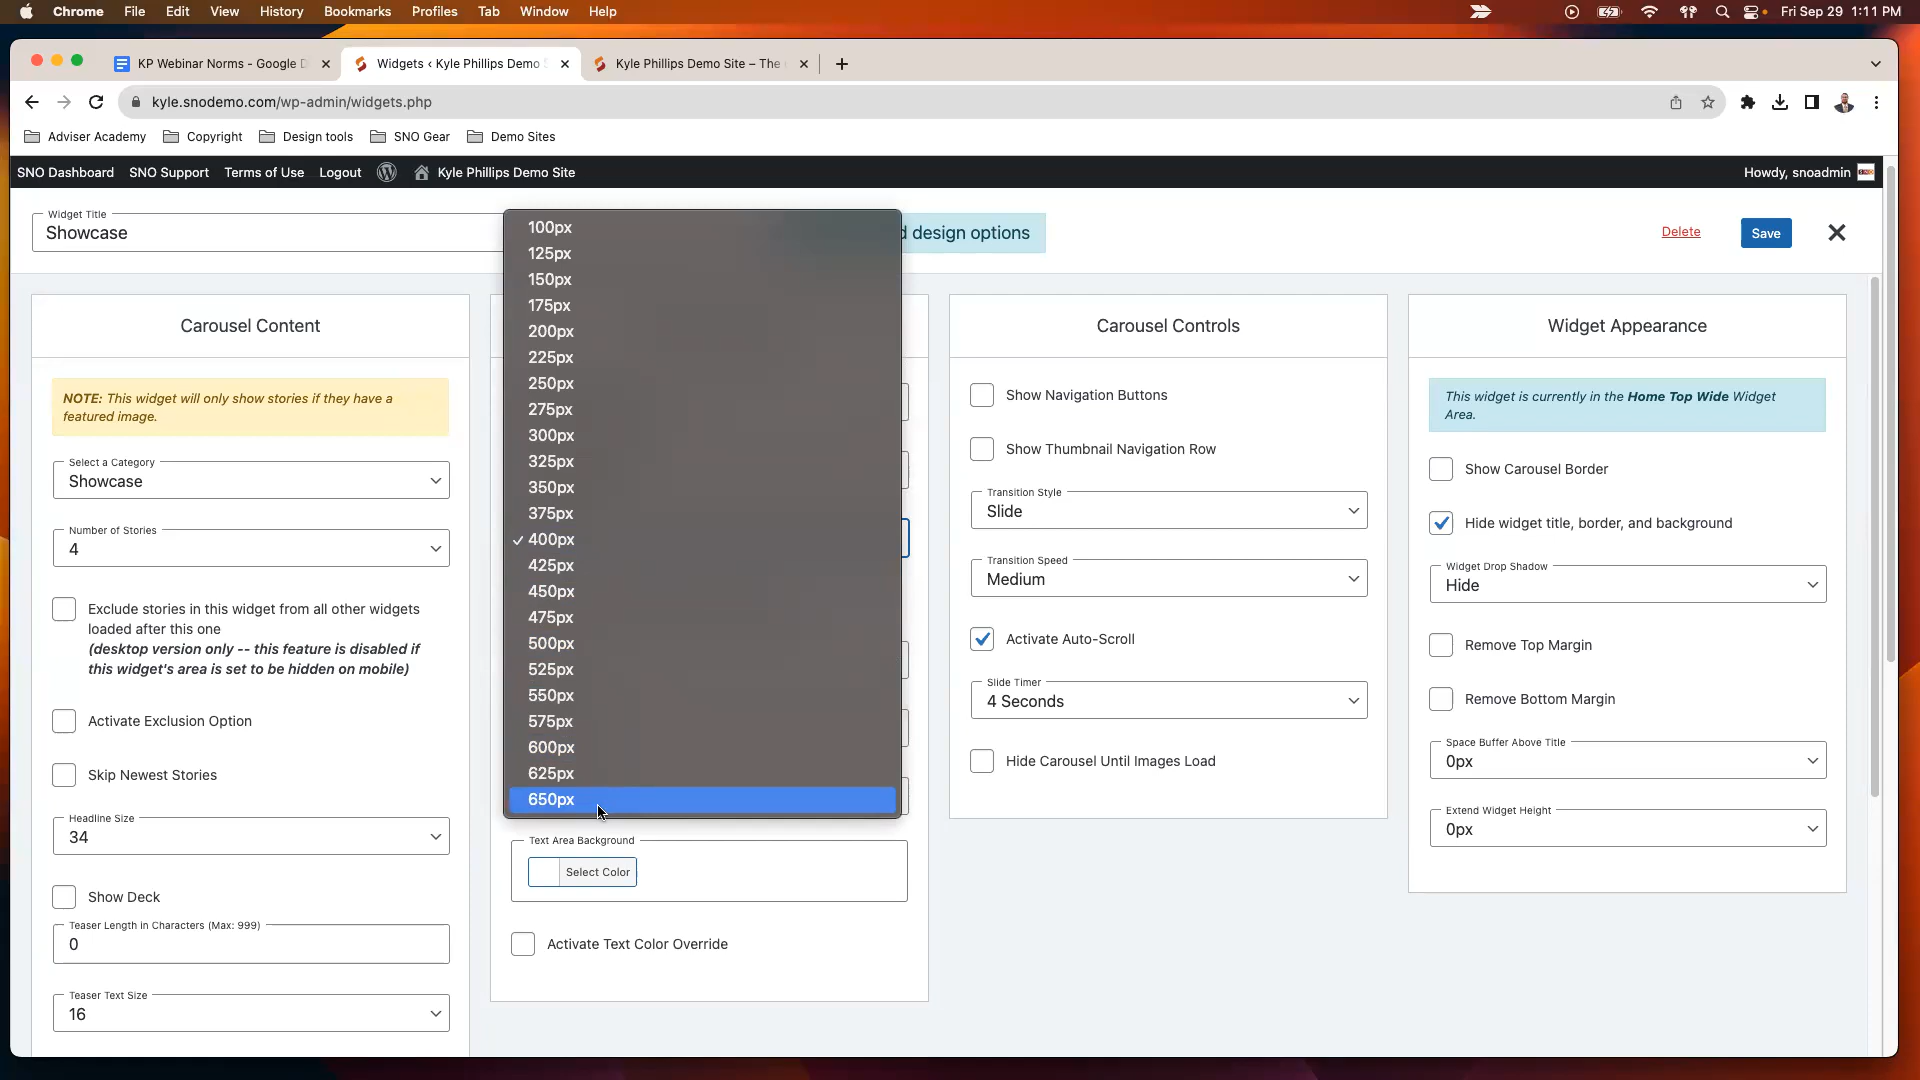 Chrome File Edit View History Bookmarks Profiles Tab Window Help
Fri Sep 29 1:11 PM
KP Webinar Norms - Google D
Widgets ‹ Kyle Phillips Demo S
Kyle Phillips Demo Site – The
kyle.snodemo.com/wp-admin/widgets.php
Adviser Academy Copyright Design tools SNO Gear Demo Sites
SNO Dashboard SNO Support Terms of Use Logout Kyle Phillips Demo Site
Howdy, snoadmin
Widget Title
Showcase
d design options
Delete
Save
Carousel Content
NOTE: This widget will only show stories if they have a
featured image.
Select a Category
Showcase
Number of Stories
4
Exclude stories in this widget from all other widgets
loaded after this one
(desktop version only -- this feature is disabled if
this widget's area is set to be hidden on mobile)
Activate Exclusion Option
Skip Newest Stories
Headline Size
34
Show Deck
Teaser Length in Characters (Max: 999)
0
Teaser Text Size
16
100px
125px
150px
175px
200px
225px
250px
275px
300px
325px
350px
375px
✓ 400px
425px
450px
475px
500px
525px
550px
575px
600px
625px
650px
Text Area Background
Select Color
Activate Text Color Override
Carousel Controls
Show Navigation Buttons
Show Thumbnail Navigation Row
Transition Style
Slide
Transition Speed
Medium
Activate Auto-Scroll
Slide Timer
4 Seconds
Hide Carousel Until Images Load
Widget Appearance
This widget is currently in the Home Top Wide Widget
Area.
Show Carousel Border
Hide widget title, border, and background
Widget Drop Shadow
Hide
Remove Top Margin
Remove Bottom Margin
Space Buffer Above Title
0px
Extend Widget Height
0px